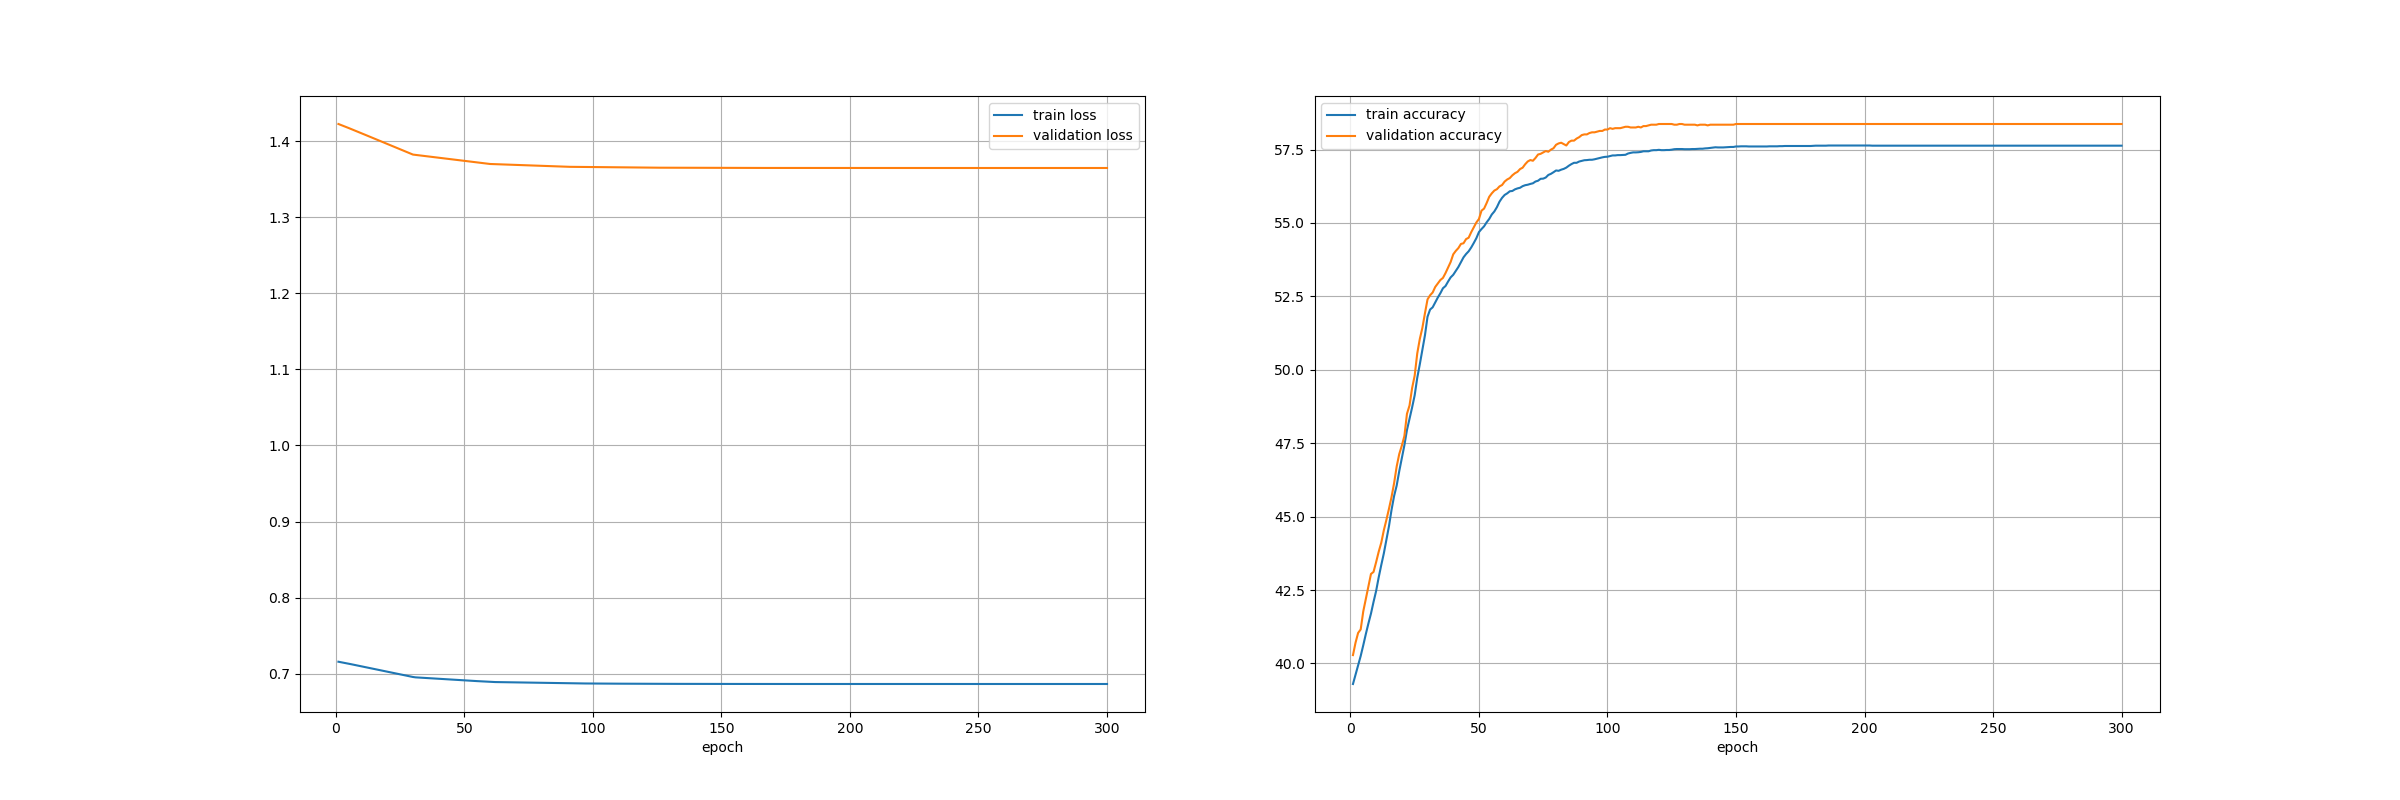 train loss
validation loss
1.4
1.3
1.2
1.1
1.0
0.9
0.8
0.7
0 50 100 150 200 250 300
epoch
train accuracy
validation accuracy
57.5
55.0
52.5
50.0
47.5
45.0
42.5
40.0
0 50 100 150 200 250 300
epoch